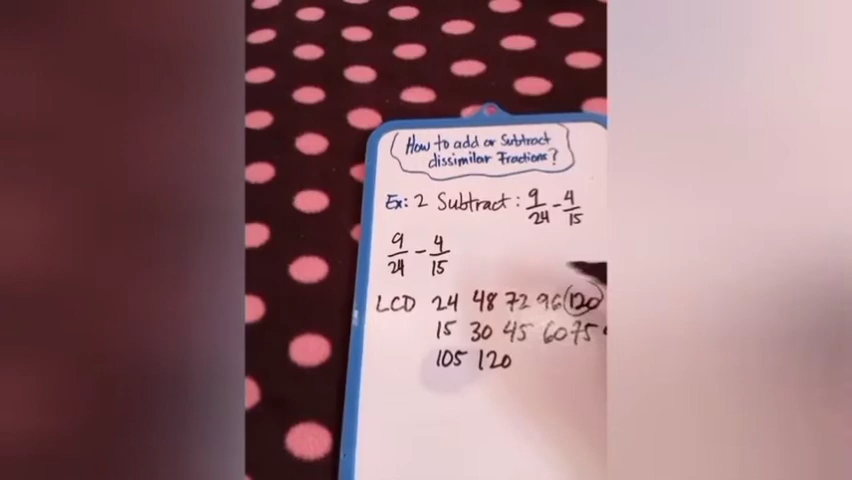 How to add or Subtract
dissimilar Fractions?
Ex: 2 Subtract: 9/24 - 4/15
9/24 - 4/15
LCD 24 48 72 96 120
15 30 45 60 75
105 120